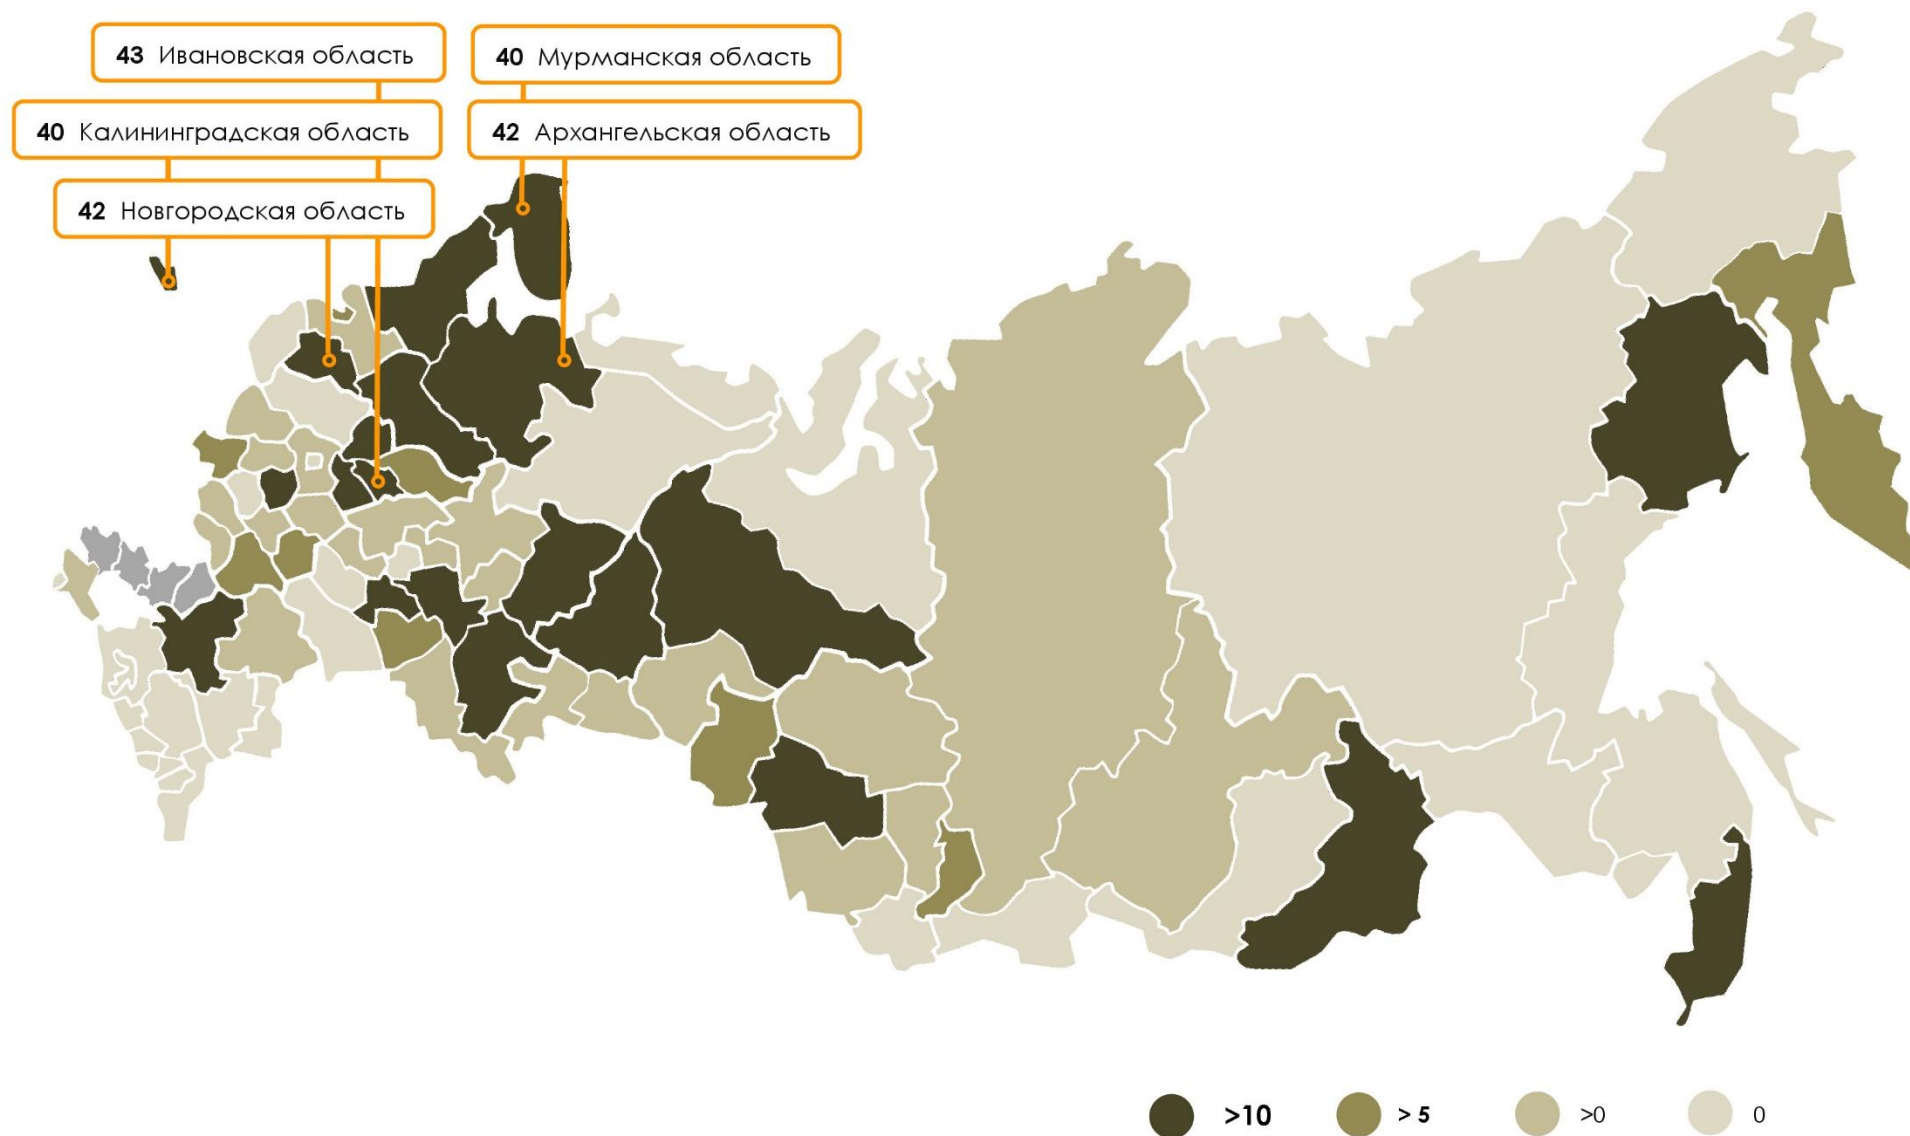 43 Ивановская область
40 Мурманская область
40 Калининградская область
42 Архангельская область
42 Новгородская область
>10
> 5
>0
0